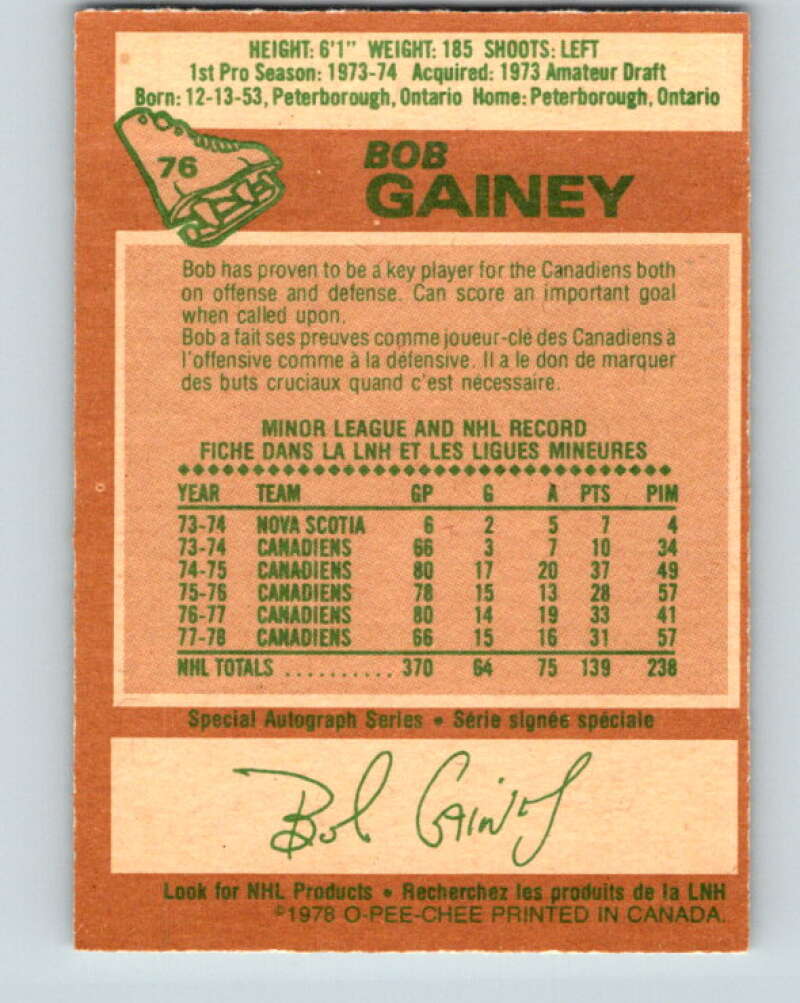 HEIGHT: 6'1" WEIGHT: 185 SHOOTS: LEFT
1st Pro Season: 1973-74 Acquired: 1973 Amateur Draft
Born: 12-13-53, Peterborough, Ontario Home: Peterborough, Ontario
76
BOB
GAINEY
Bob has proven to be a key player for the Canadiens both
on offense and defense. Can score an important goal
when called upon.
Bob a fait ses preuves comme joueur-clé des Canadiens à
l'offensive comme à la défensive. Il a le don de marquer
des buts cruciaux quand c'est nécessaire.
MINOR LEAGUE AND NHL RECORD
FICHE DANS LA LNH ET LES LIGUES MINEURES
YEAR TEAM GP G A PTS PIM
73-74 NOVA SCOTIA 6 2 5 7 4
73-74 CANADIENS 66 3 7 10 34
74-75 CANADIENS 80 17 20 37 49
75-76 CANADIENS 78 15 13 28 57
76-77 CANADIENS 80 14 19 33 41
77-78 CANADIENS 66 15 16 31 57
NHL TOTALS .......... 370 64 75 139 238
Special Autograph Series • Série signée spéciale
Bob Gainey
Look for NHL Products • Recherchez les produits de la LNH
©1978 O-PEE-CHEE PRINTED IN CANADA.